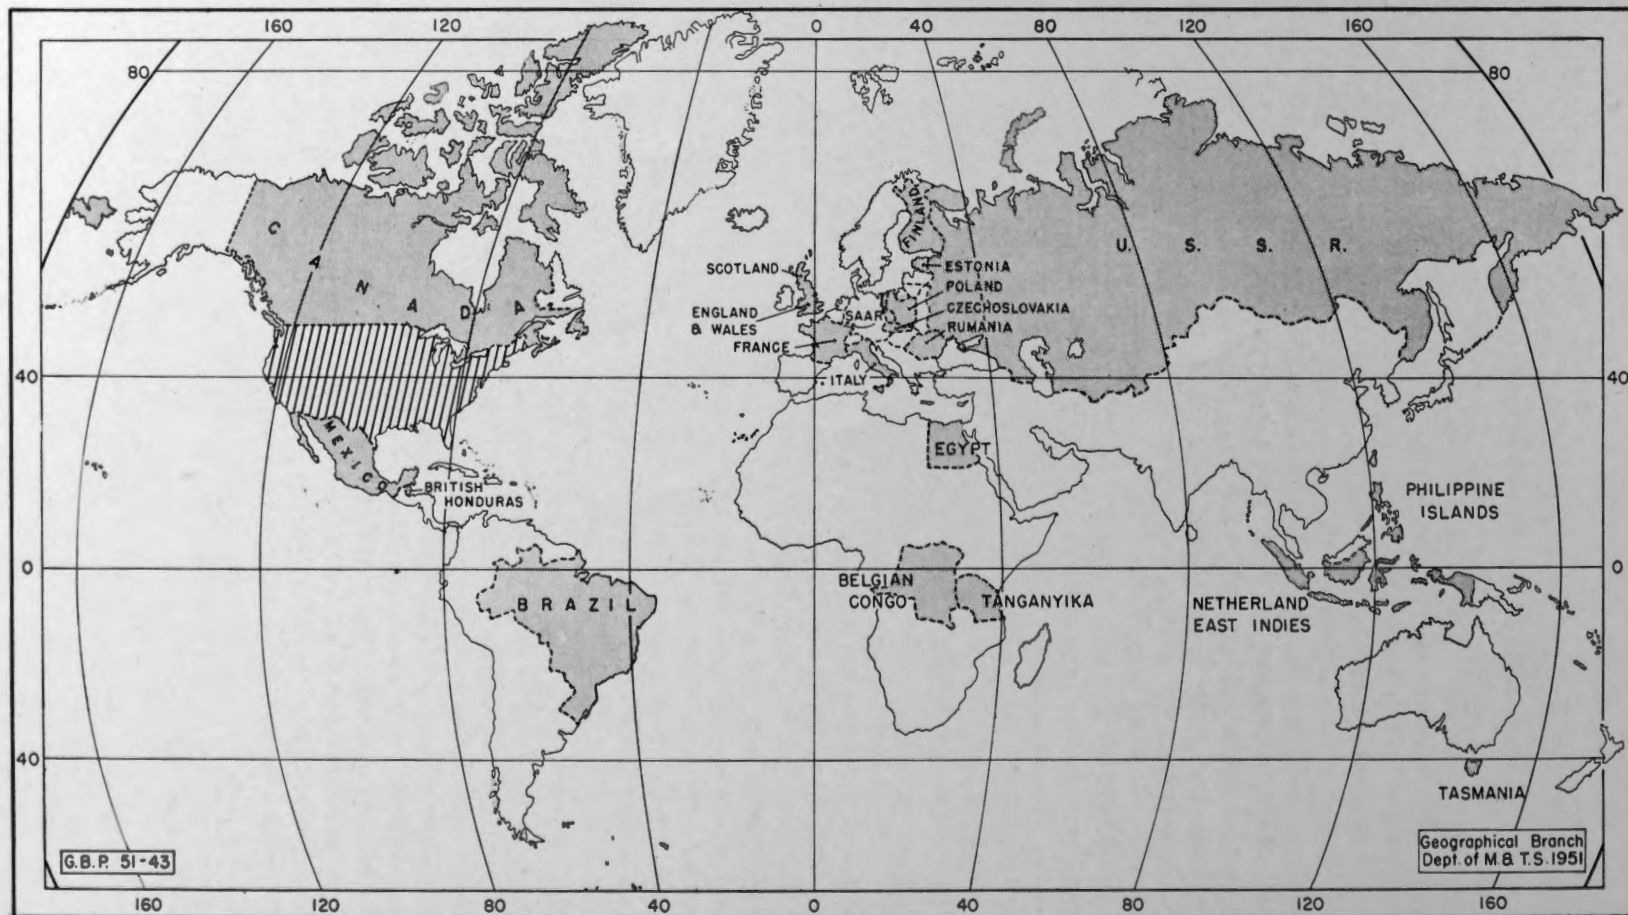 160 120 80 0 40 80 120 160
80 80
CANADA
FINLAND
U. S. S. R.
SCOTLAND
ESTONIA
POLAND
ENGLAND
& WALES
SAAR
CZECHOSLOVAKIA
RUMANIA
FRANCE
ITALY
40 40
MEXICO
EGYPT
BRITISH
HONDURAS
PHILIPPINE
ISLANDS
0 0
BRAZIL
BELGIAN
CONGO
TANGANYIKA
NETHERLAND
EAST INDIES
40
TASMANIA
G.B.P. 51-43
Geographical Branch
Dept. of M. & T. S. 1951
160 120 80 40 0 40 80 120 160